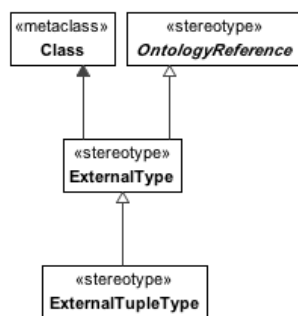 «metaclass»
Class
«stereotype»
OntologyReference
«stereotype»
ExternalType
«stereotype»
ExternalTupleType